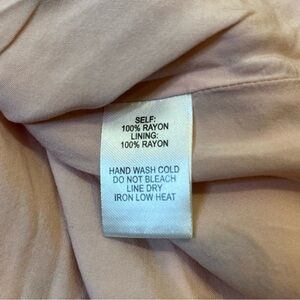 SELF:
100% RAYON
LINING:
100% RAYON
HAND WASH COLD
DO NOT BLEACH
LINE DRY
IRON LOW HEAT